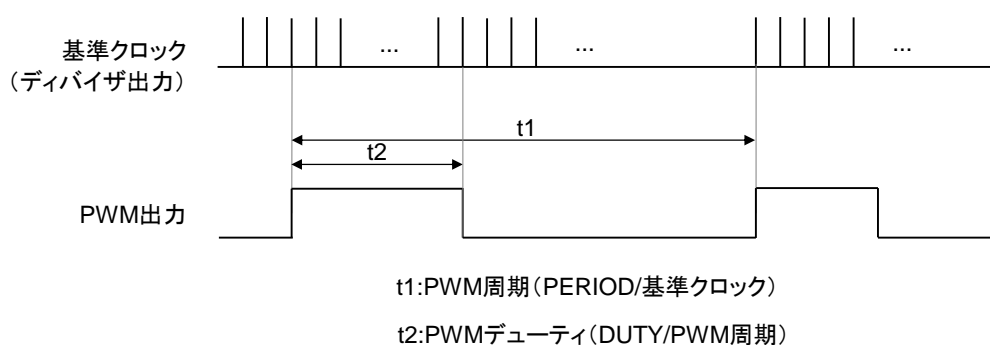 基準クロック
(ディバイザ出力)
... ... ...
t1
t2
PWM出力
t1:PWM周期(PERIOD/基準クロック)
t2:PWMデューティ(DUTY/PWM周期)